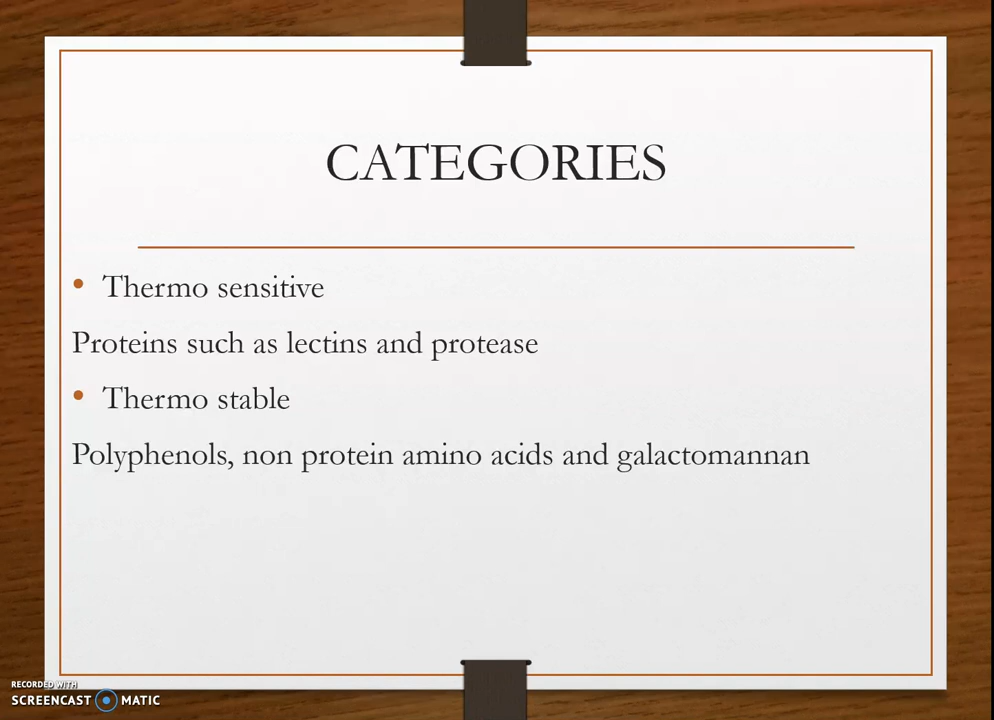 CATEGORIES
• Thermo sensitive
Proteins such as lectins and protease
• Thermo stable
Polyphenols, non protein amino acids and galactomannan
RECORDED WITH
SCREENCAST MATIC